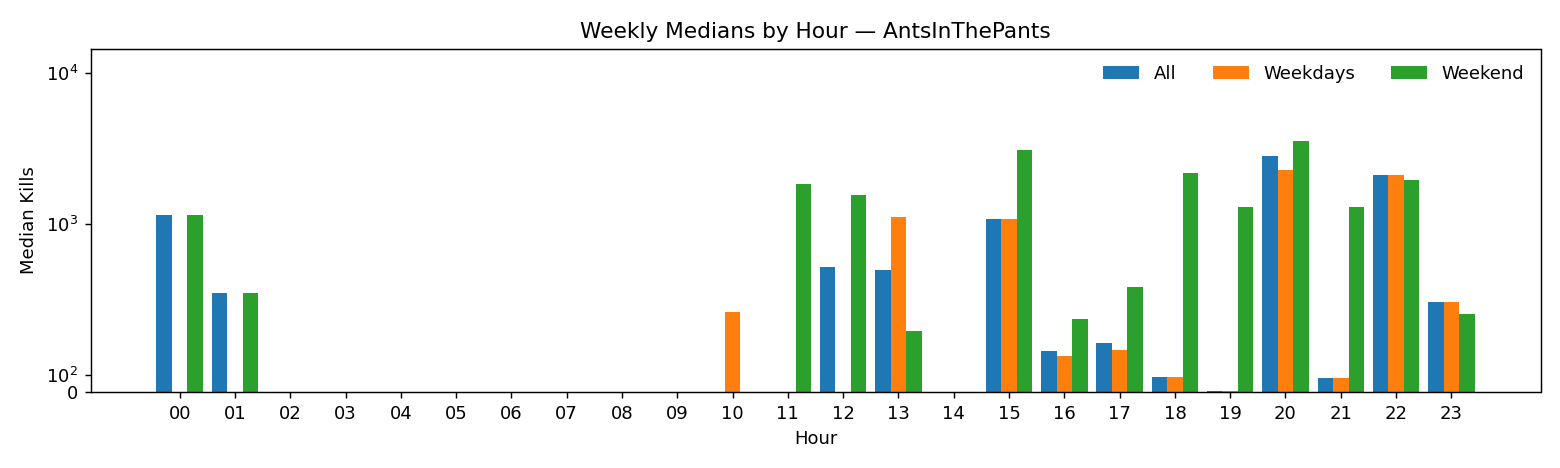 Weekly Medians by Hour — AntsInThePants
All Weekdays Weekend
Median Kills
10^4
10^3
10^2
0
00 01 02 03 04 05 06 07 08 09 10 11 12 13 14 15 16 17 18 19 20 21 22 23
Hour